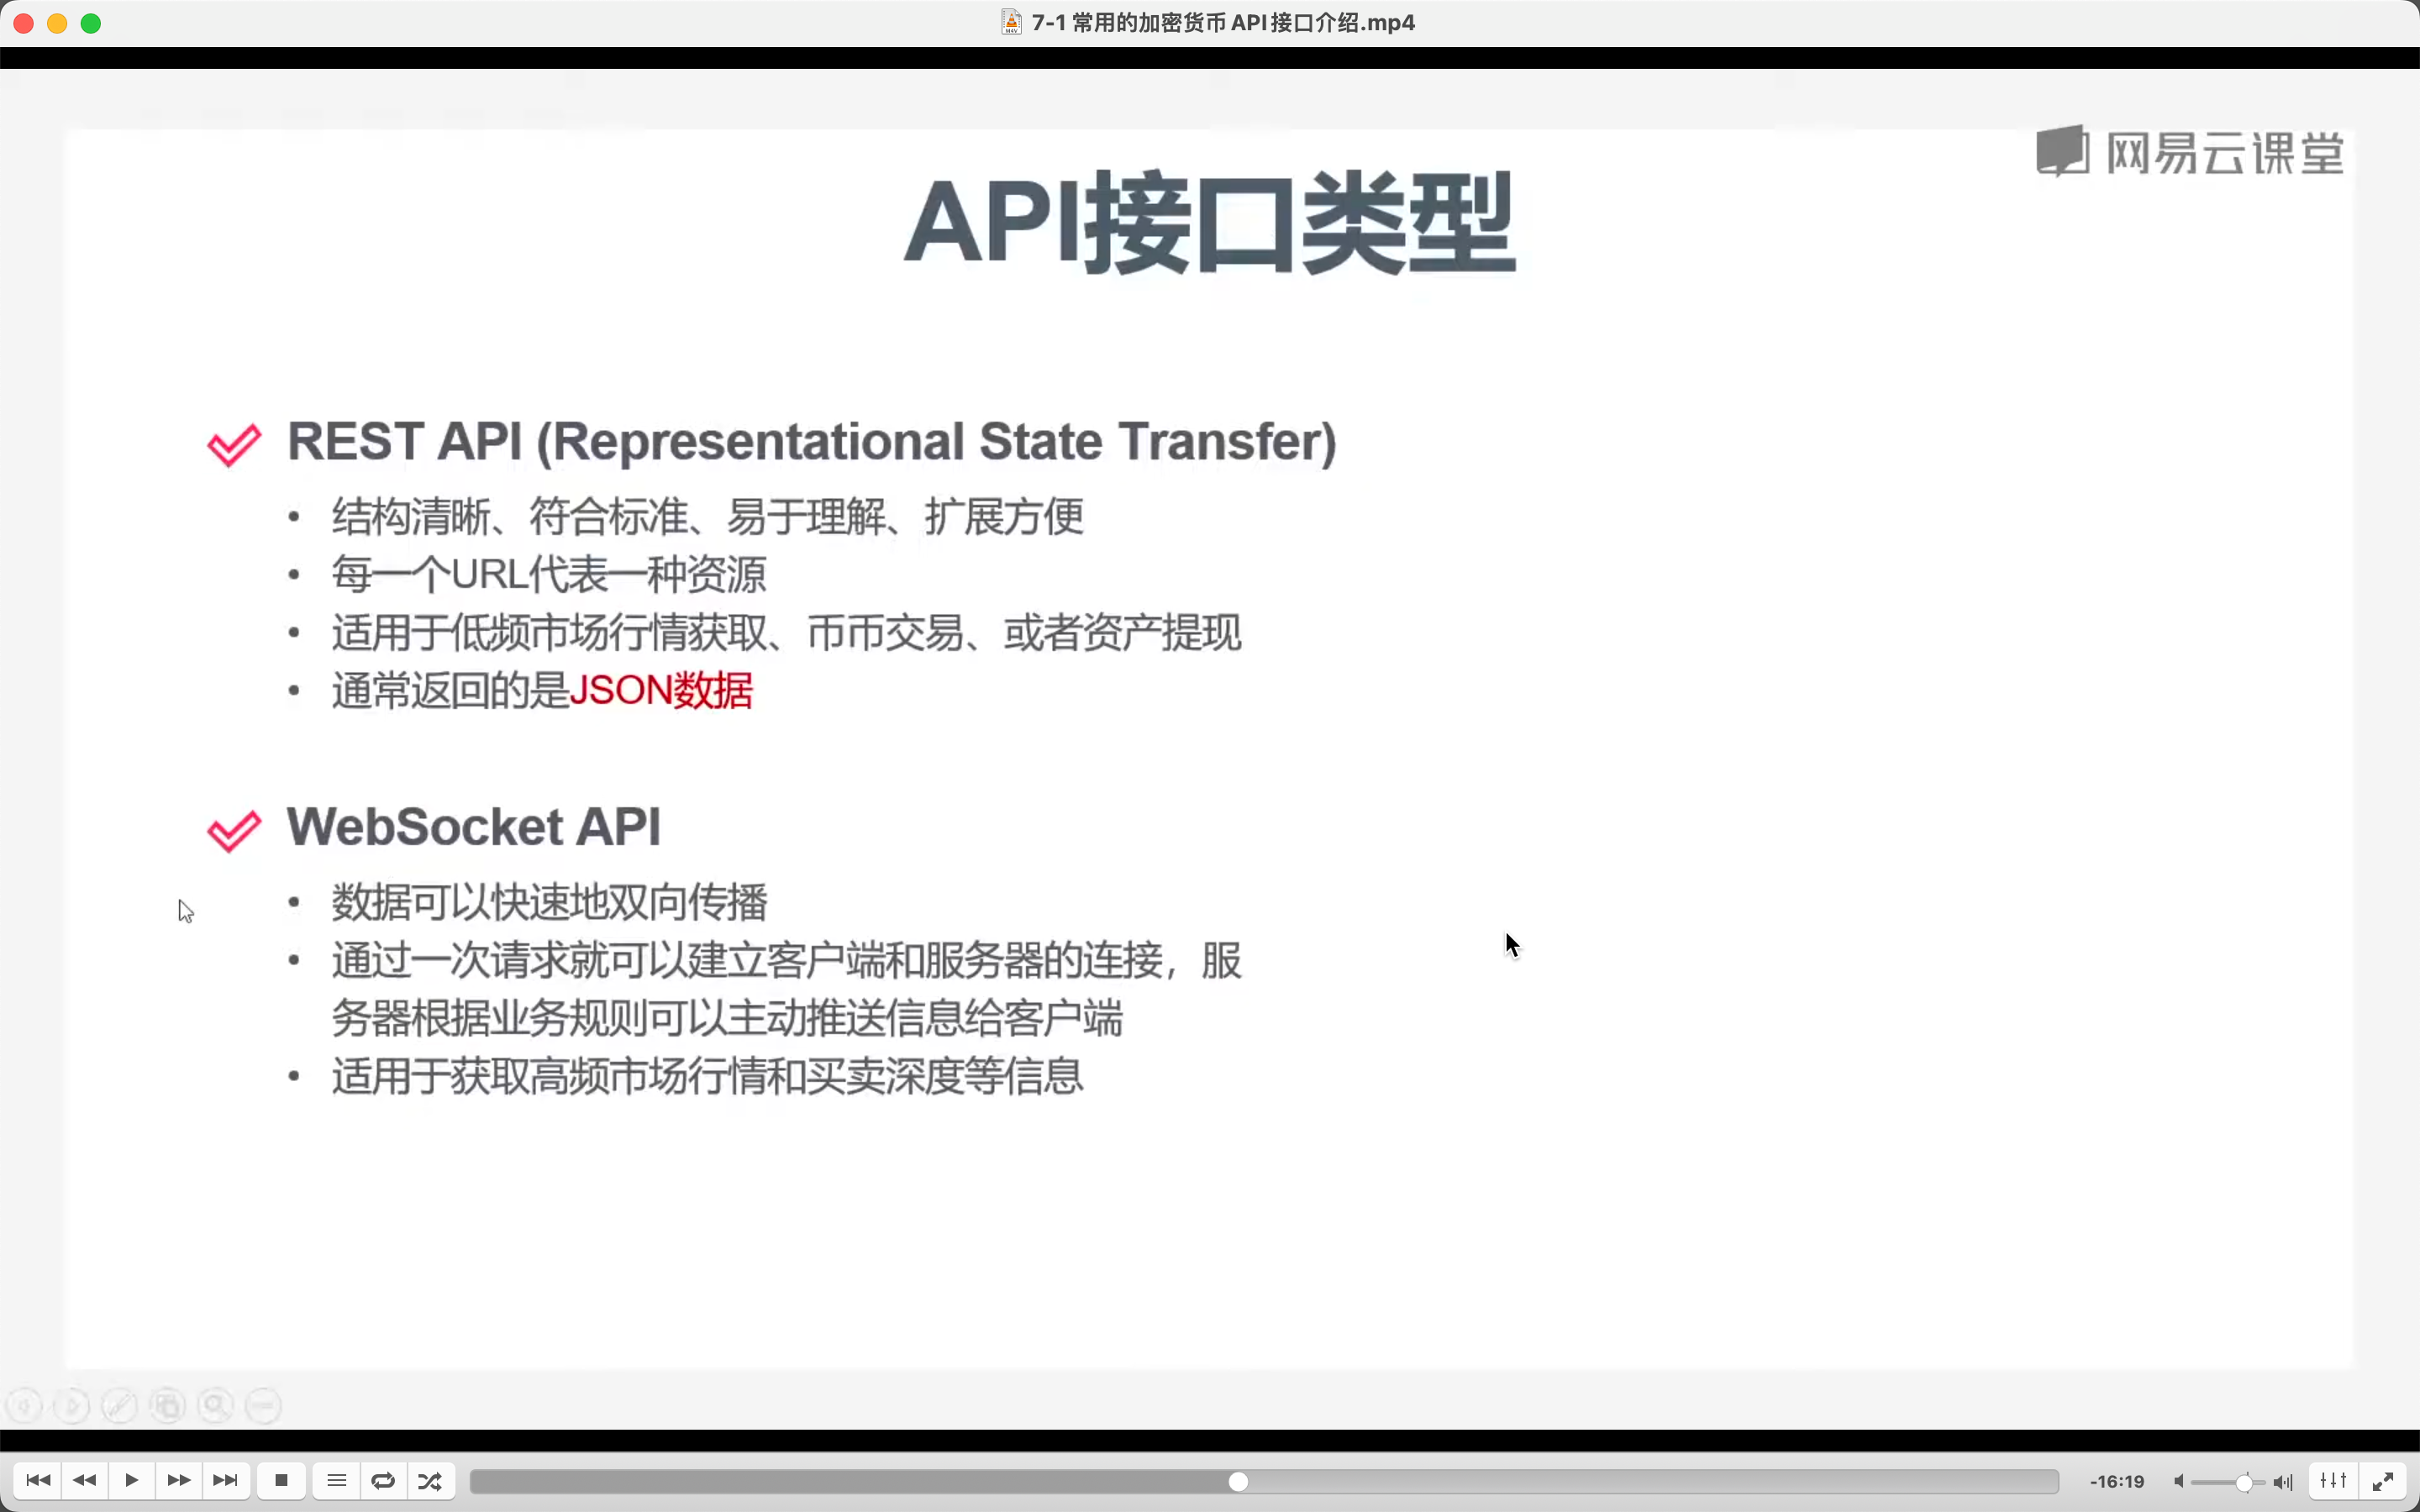 7-1 常用的加密货币 API 接口介绍.mp4
网易云课堂
API接口类型
REST API (Representational State Transfer)
• 结构清晰、符合标准、易于理解、扩展方便
• 每一个URL代表一种资源
• 适用于低频市场行情获取、币币交易、或者资产提现
• 通常返回的是JSON数据
WebSocket API
• 数据可以快速地双向传播
• 通过一次请求就可以建立客户端和服务器的连接，服
务器根据业务规则可以主动推送信息给客户端
• 适用于获取高频市场行情和买卖深度等信息
-16:19